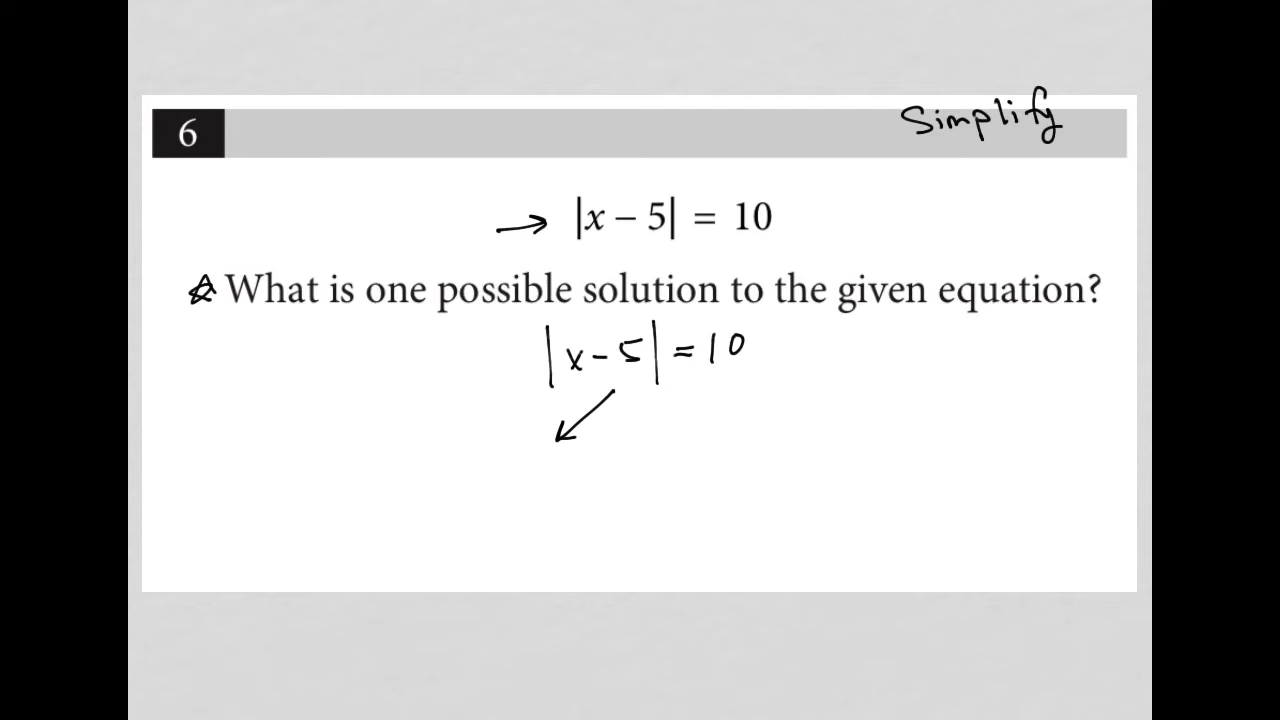 Simplify
6
|x – 5| = 10
What is one possible solution to the given equation?
|x-5|=10